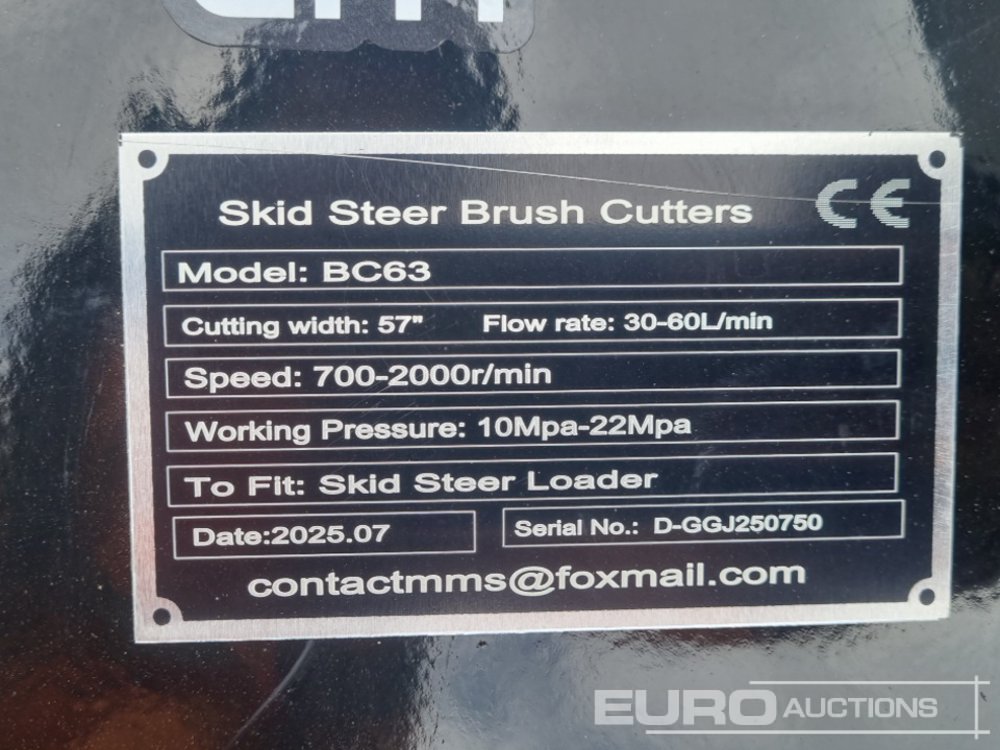 Skid Steer Brush Cutters CE
Model: BC63
Cutting width: 57" Flow rate: 30-60L/min
Speed: 700-2000r/min
Working Pressure: 10Mpa-22Mpa
To Fit: Skid Steer Loader
Date:2025.07 Serial No.: D-GGJ250750
contactmms@foxmail.com
EURO AUCTIONS